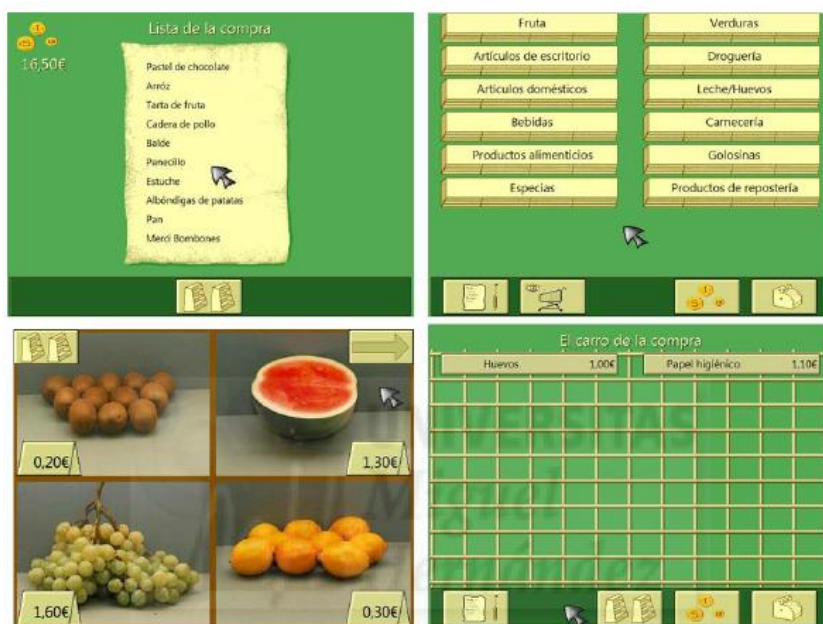 Lista de la compra
16,50€
Pastel de chocolate
Arróz
Tarta de fruta
Cadera de pollo
Balde
Panecillo
Estuche
Albóndigas de patatas
Pan
Merci Bombones
Fruta
Verduras
Artículos de escritorio
Droguería
Artículos domésticos
Leche/Huevos
Bebidas
Carnecería
Productos alimenticios
Golosinas
Especias
Productos de repostería
0,20€
1,30€
1,60€
0,30€
El carro de la compra
Huevos 1,00€
Papel higiénico 1,10€
UNIVERSITAS
Miguel
Hernández